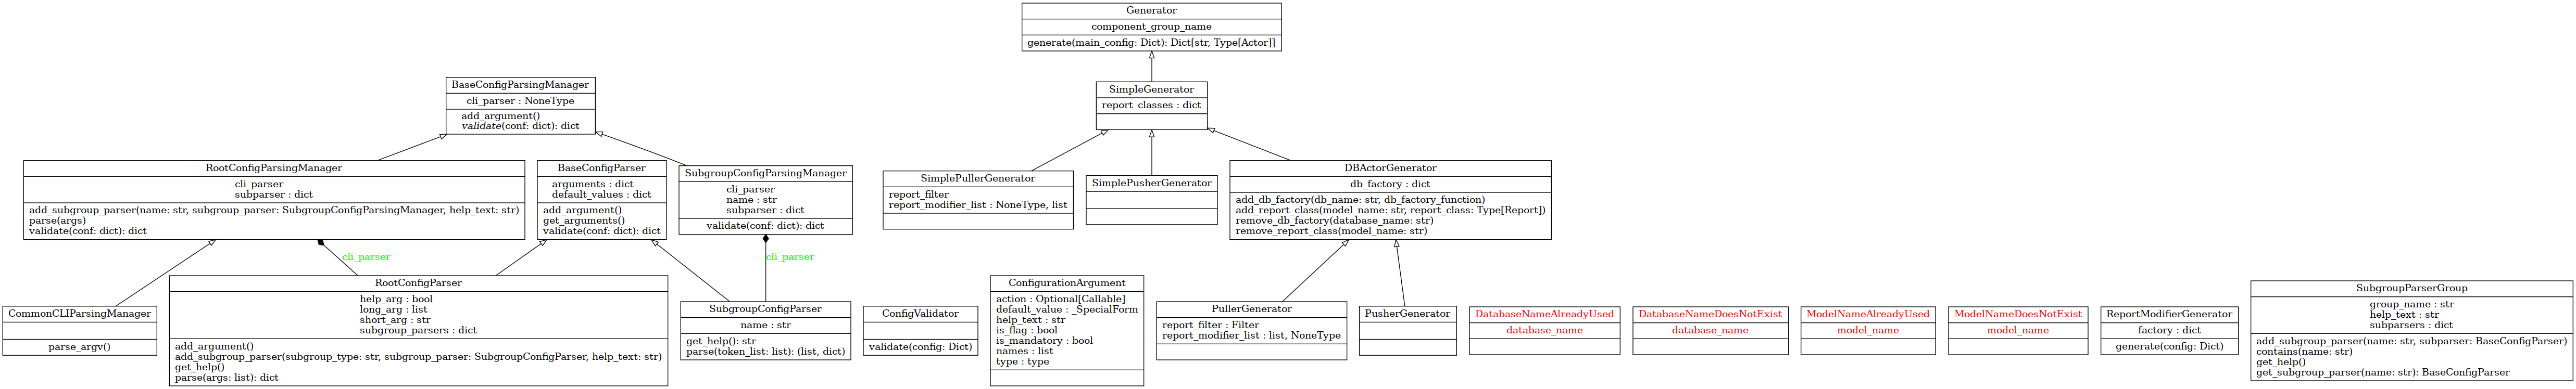 Generator
component_group_name
generate(main_config: Dict): Dict[str, Type[Actor]]
BaseConfigParsingManager
cli_parser : NoneType
add_argument()
validate(conf: dict): dict
SimpleGenerator
report_classes : dict
RootConfigParsingManager
cli_parser
subparser : dict
add_subgroup_parser(name: str, subgroup_parser: SubgroupConfigParsingManager, help_text: str)
parse(args)
validate(conf: dict): dict
BaseConfigParser
arguments : dict
default_values : dict
add_argument()
get_arguments()
validate(conf: dict): dict
SubgroupConfigParsingManager
cli_parser
name : str
subparser : dict
validate(conf: dict): dict
SimplePullerGenerator
report_filter
report_modifier_list : NoneType, list
SimplePusherGenerator
DBActorGenerator
db_factory : dict
add_db_factory(db_name: str, db_factory_function)
add_report_class(model_name: str, report_class: Type[Report])
remove_db_factory(database_name: str)
remove_report_class(model_name: str)
cli_parser
cli_parser
CommonCLIParsingManager
parse_argv()
RootConfigParser
help_arg : bool
long_arg : list
short_arg : str
subgroup_parsers : dict
add_argument()
add_subgroup_parser(subgroup_type: str, subgroup_parser: SubgroupConfigParser, help_text: str)
get_help()
parse(args: list): dict
SubgroupConfigParser
name : str
get_help(): str
parse(token_list: list): (list, dict)
ConfigValidator
validate(config: Dict)
ConfigurationArgument
action : Optional[Callable]
default_value : _SpecialForm
help_text : str
is_flag : bool
is_mandatory : bool
names : list
type : type
PullerGenerator
report_filter : Filter
report_modifier_list : list, NoneType
PusherGenerator
DatabaseNameAlreadyUsed
database_name
DatabaseNameDoesNotExist
database_name
ModelNameAlreadyUsed
model_name
ModelNameDoesNotExist
model_name
ReportModifierGenerator
factory : dict
generate(config: Dict)
SubgroupParserGroup
group_name : str
help_text : str
subparsers : dict
add_subgroup_parser(name: str, subparser: BaseConfigParser)
contains(name: str)
get_help()
get_subgroup_parser(name: str): BaseConfigParser